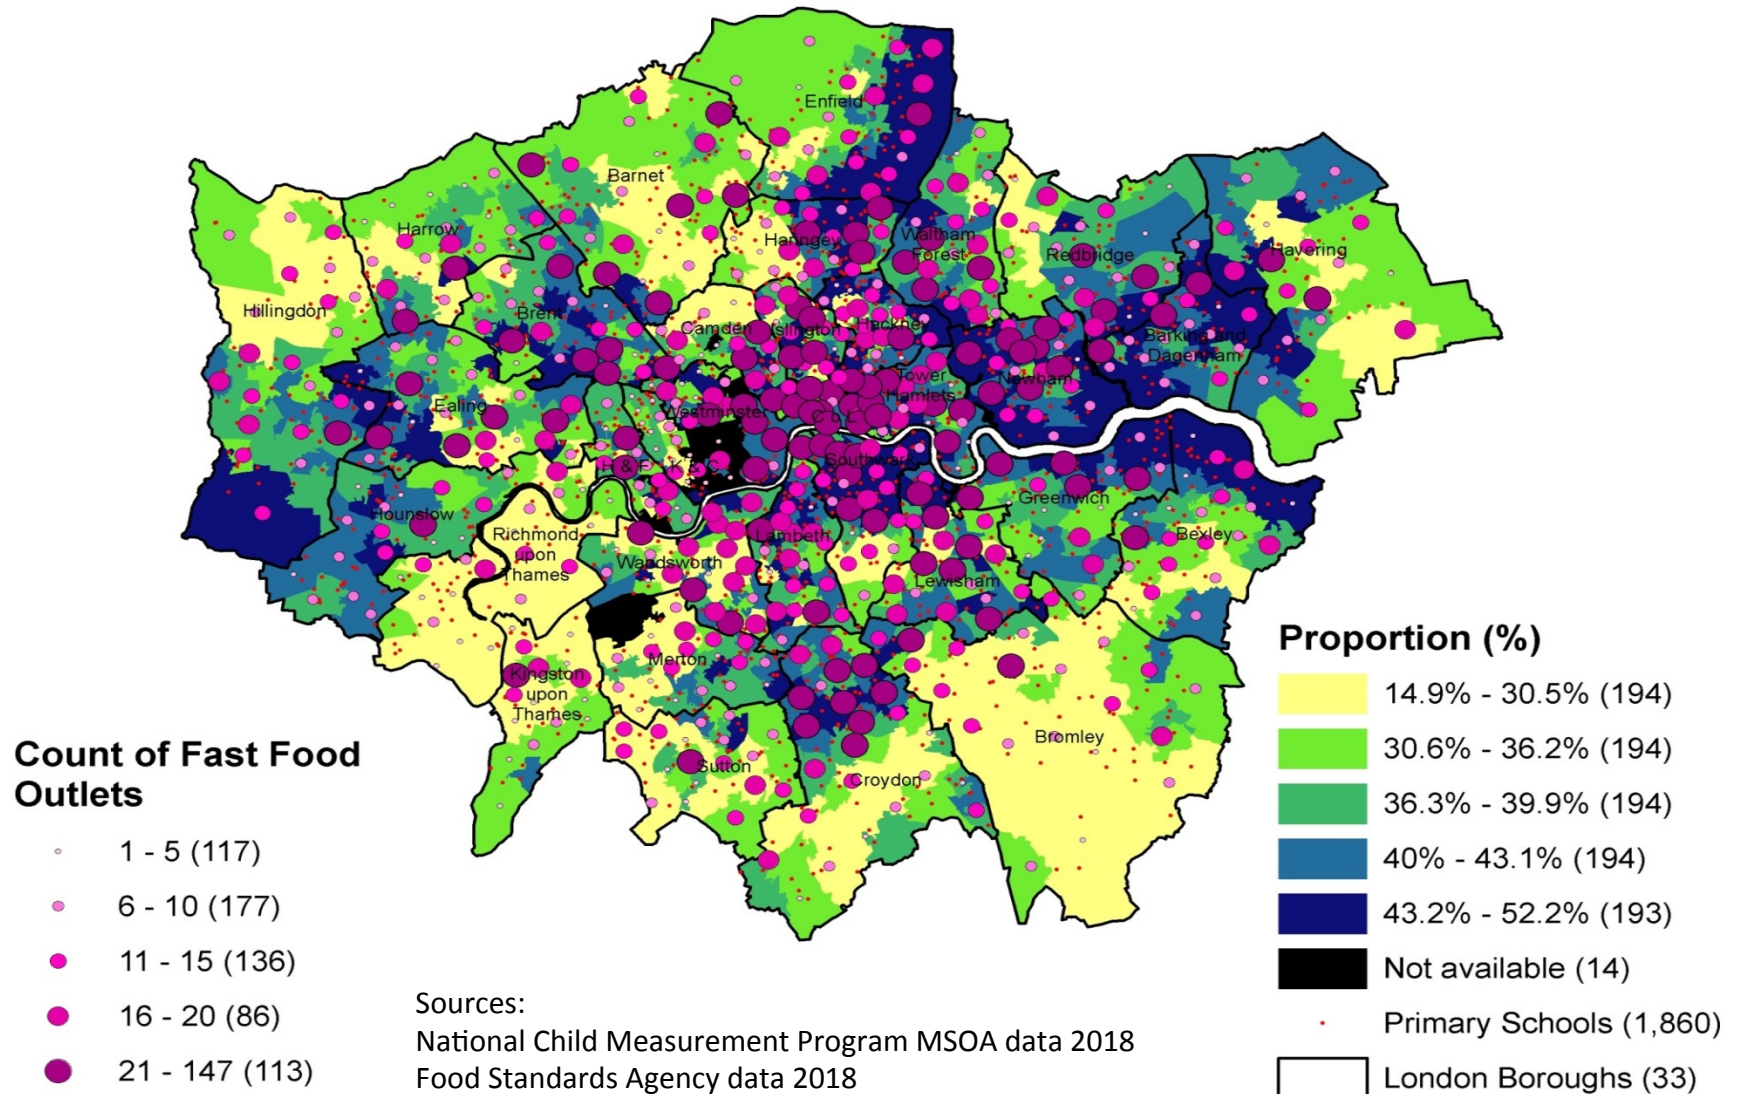 Enfield
Barnet
Harrow
Haringey
Waltham
Forest
Redbridge
Havering
Hillingdon
Brent
Camden
Islington
Hackney
Barking and
Dagenham
Tower
Hamlets
Newham
Ealing
Westminster
C o L
H & F
K & C
Southwark
Greenwich
Hounslow
Richmond
upon
Thames
Wandsworth
Lambeth
Lewisham
Bexley
Merton
Kingston
upon
Thames
Sutton
Croydon
Bromley
Count of Fast Food
Outlets
1 - 5 (117)
6 - 10 (177)
11 - 15 (136)
16 - 20 (86)
21 - 147 (113)
Sources:
National Child Measurement Program MSOA data 2018
Food Standards Agency data 2018
Proportion (%)
14.9% - 30.5% (194)
30.6% - 36.2% (194)
36.3% - 39.9% (194)
40% - 43.1% (194)
43.2% - 52.2% (193)
Not available (14)
Primary Schools (1,860)
London Boroughs (33)